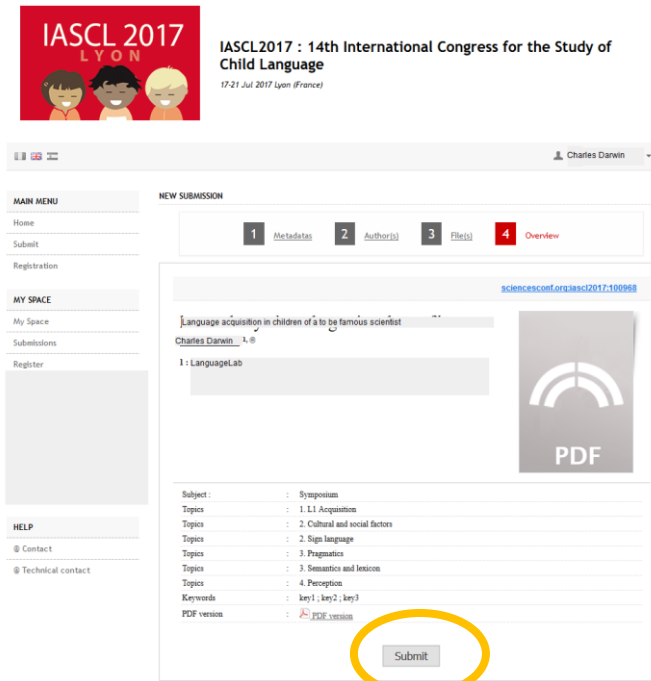 IASCL 2017
LYON
IASCL2017 : 14th International Congress for the Study of
Child Language
17-21 Jul 2017 Lyon (France)
Charles Darwin
MAIN MENU
Home
Submit
Registration
MY SPACE
My Space
Submissions
Register
HELP
@ Contact
@ Technical contact
NEW SUBMISSION
1 Metadatas 2 Author(s) 3 File(s) 4 Overview
sciencesconf.org:iascl2017:100968
Language acquisition in children of a to be famous scientist
Charles Darwin 1, @
1 : LanguageLab
PDF
Subject : : Symposium
Topics : 1. L1 Acquisition
Topics : 2. Cultural and social factors
Topics : 2. Sign language
Topics : 3. Pragmatics
Topics : 3. Semantics and lexicon
Topics : 4. Perception
Keywords : key1 ; key2 ; key3
PDF version : PDF version
Submit